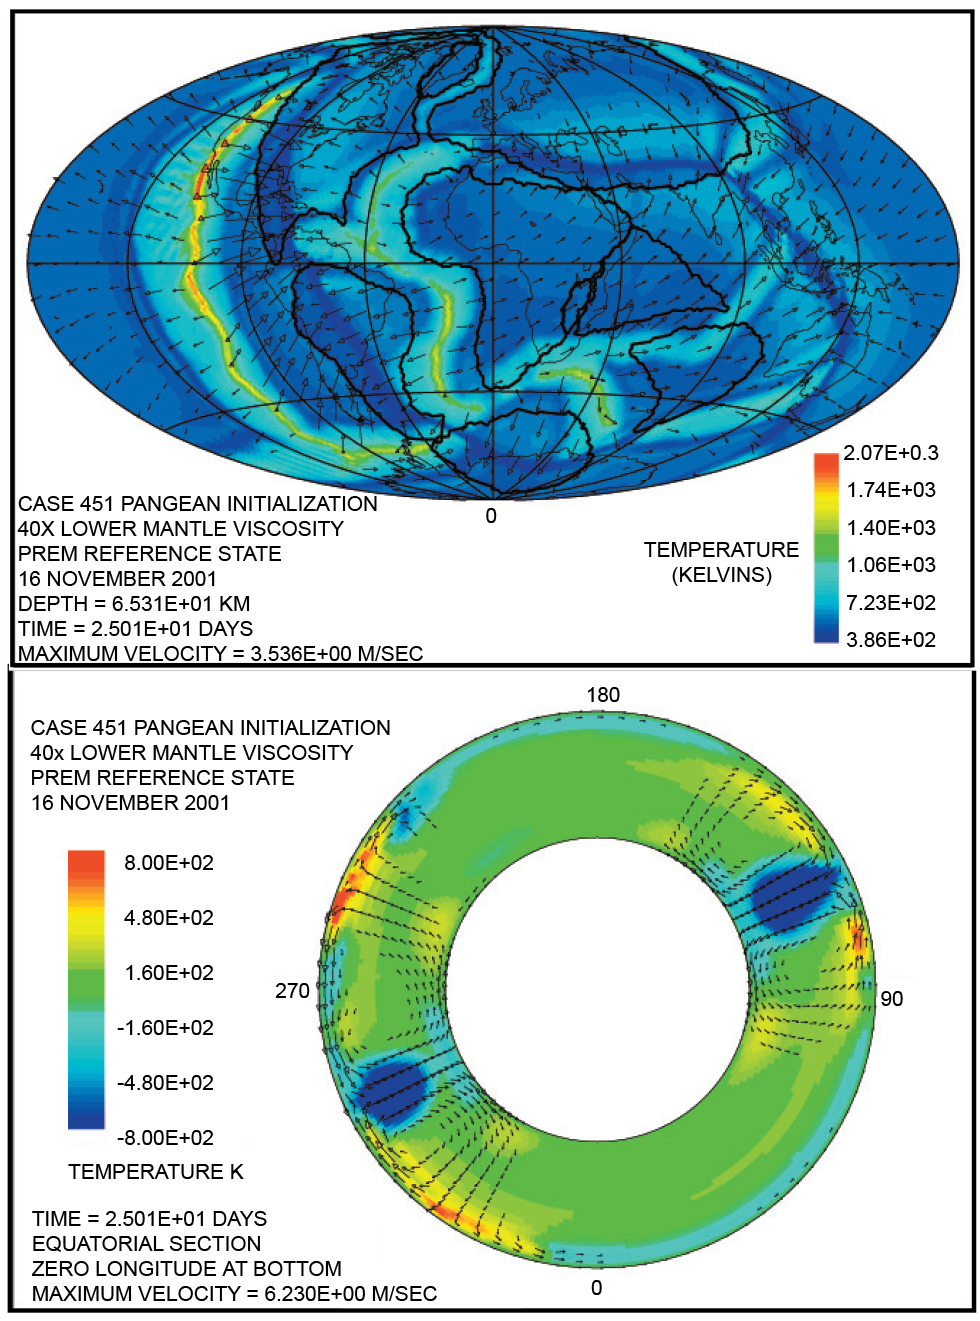 0
CASE 451 PANGEAN INITIALIZATION
40X LOWER MANTLE VISCOSITY
PREM REFERENCE STATE
16 NOVEMBER 2001
DEPTH = 6.531E+01 KM
TIME = 2.501E+01 DAYS
MAXIMUM VELOCITY = 3.536E+00 M/SEC
TEMPERATURE
(KELVINS)
2.07E+0.3
1.74E+03
1.40E+03
1.06E+03
7.23E+02
3.86E+02
CASE 451 PANGEAN INITIALIZATION
40x LOWER MANTLE VISCOSITY
PREM REFERENCE STATE
16 NOVEMBER 2001
8.00E+02
4.80E+02
1.60E+02
-1.60E+02
-4.80E+02
-8.00E+02
TEMPERATURE K
TIME = 2.501E+01 DAYS
EQUATORIAL SECTION
ZERO LONGITUDE AT BOTTOM
MAXIMUM VELOCITY = 6.230E+00 M/SEC
180
270
90
0